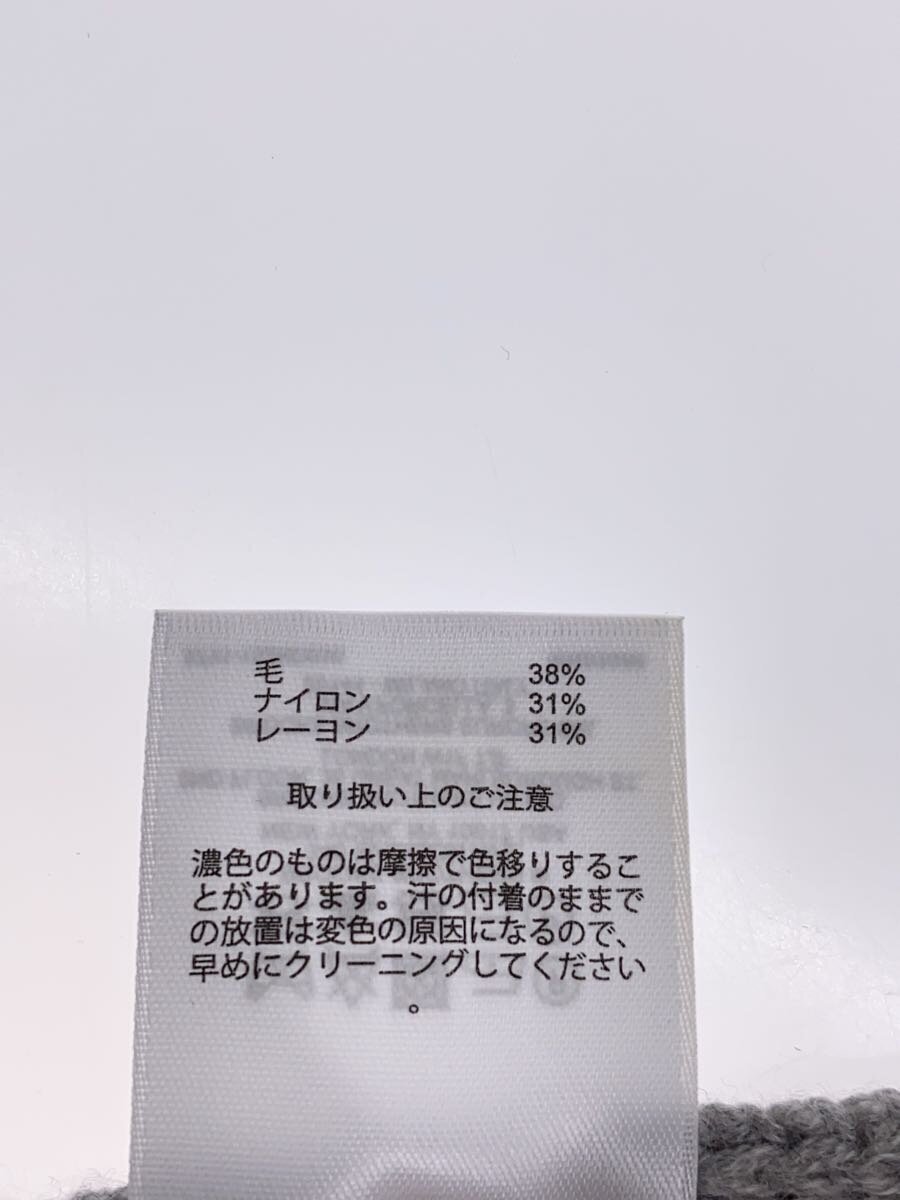 毛 38%
ナイロン 31%
レーヨン 31%
取り扱い上のご注意
濃色のものは摩擦で色移りするこ
とがあります。汗の付着のままで
の放置は変色の原因になるので、
早めにクリーニングしてください
。